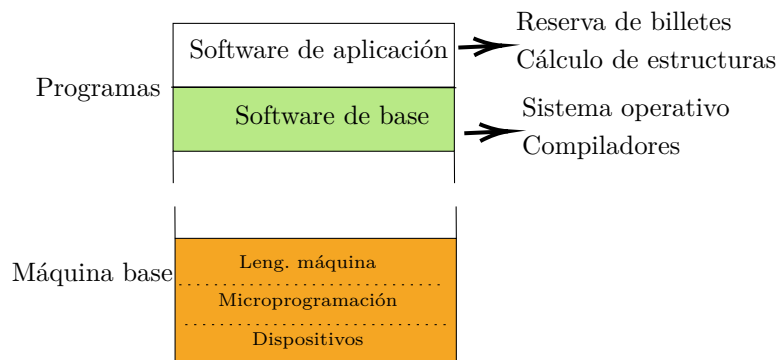 Reserva de billetes
Software de aplicación
Cálculo de estructuras
Programas
Software de base
Sistema operativo
Compiladores
Leng. máquina
Máquina base
Microprogramación
Dispositivos